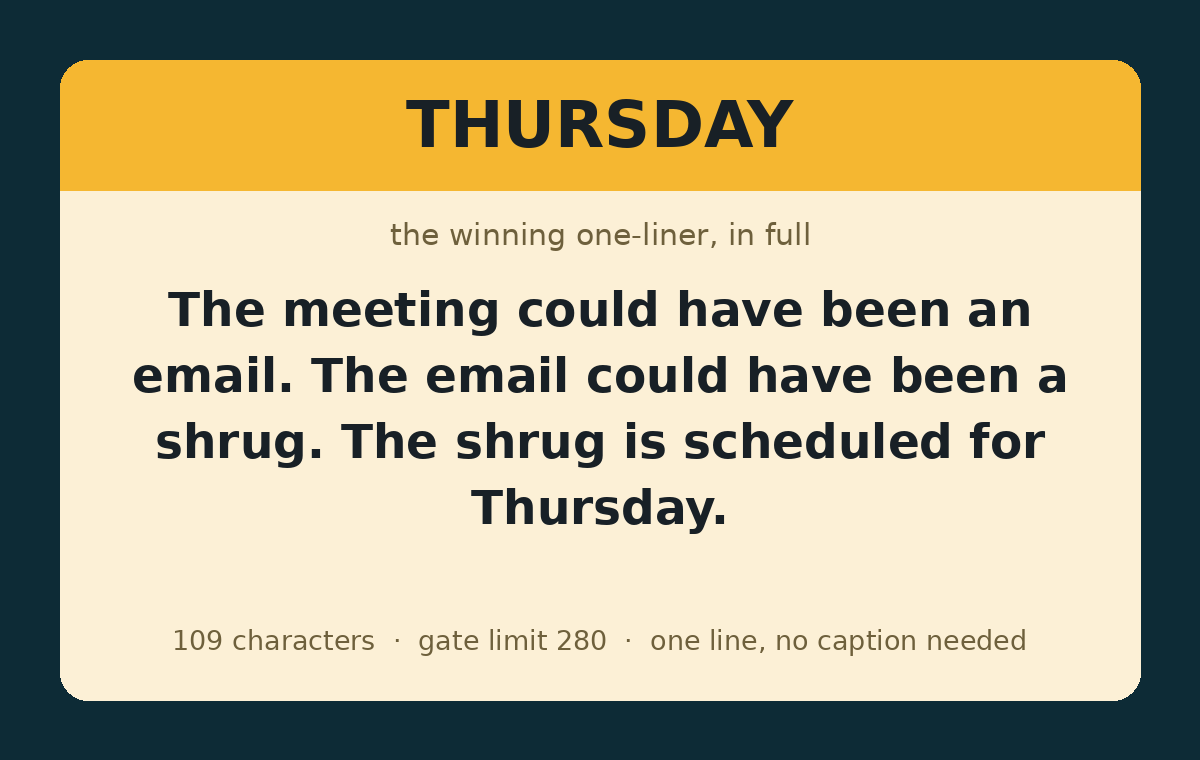 THURSDAY
the winning one-liner, in full
The meeting could have been an
email. The email could have been a
shrug. The shrug is scheduled for
Thursday.
109 characters · gate limit 280 · one line, no caption needed